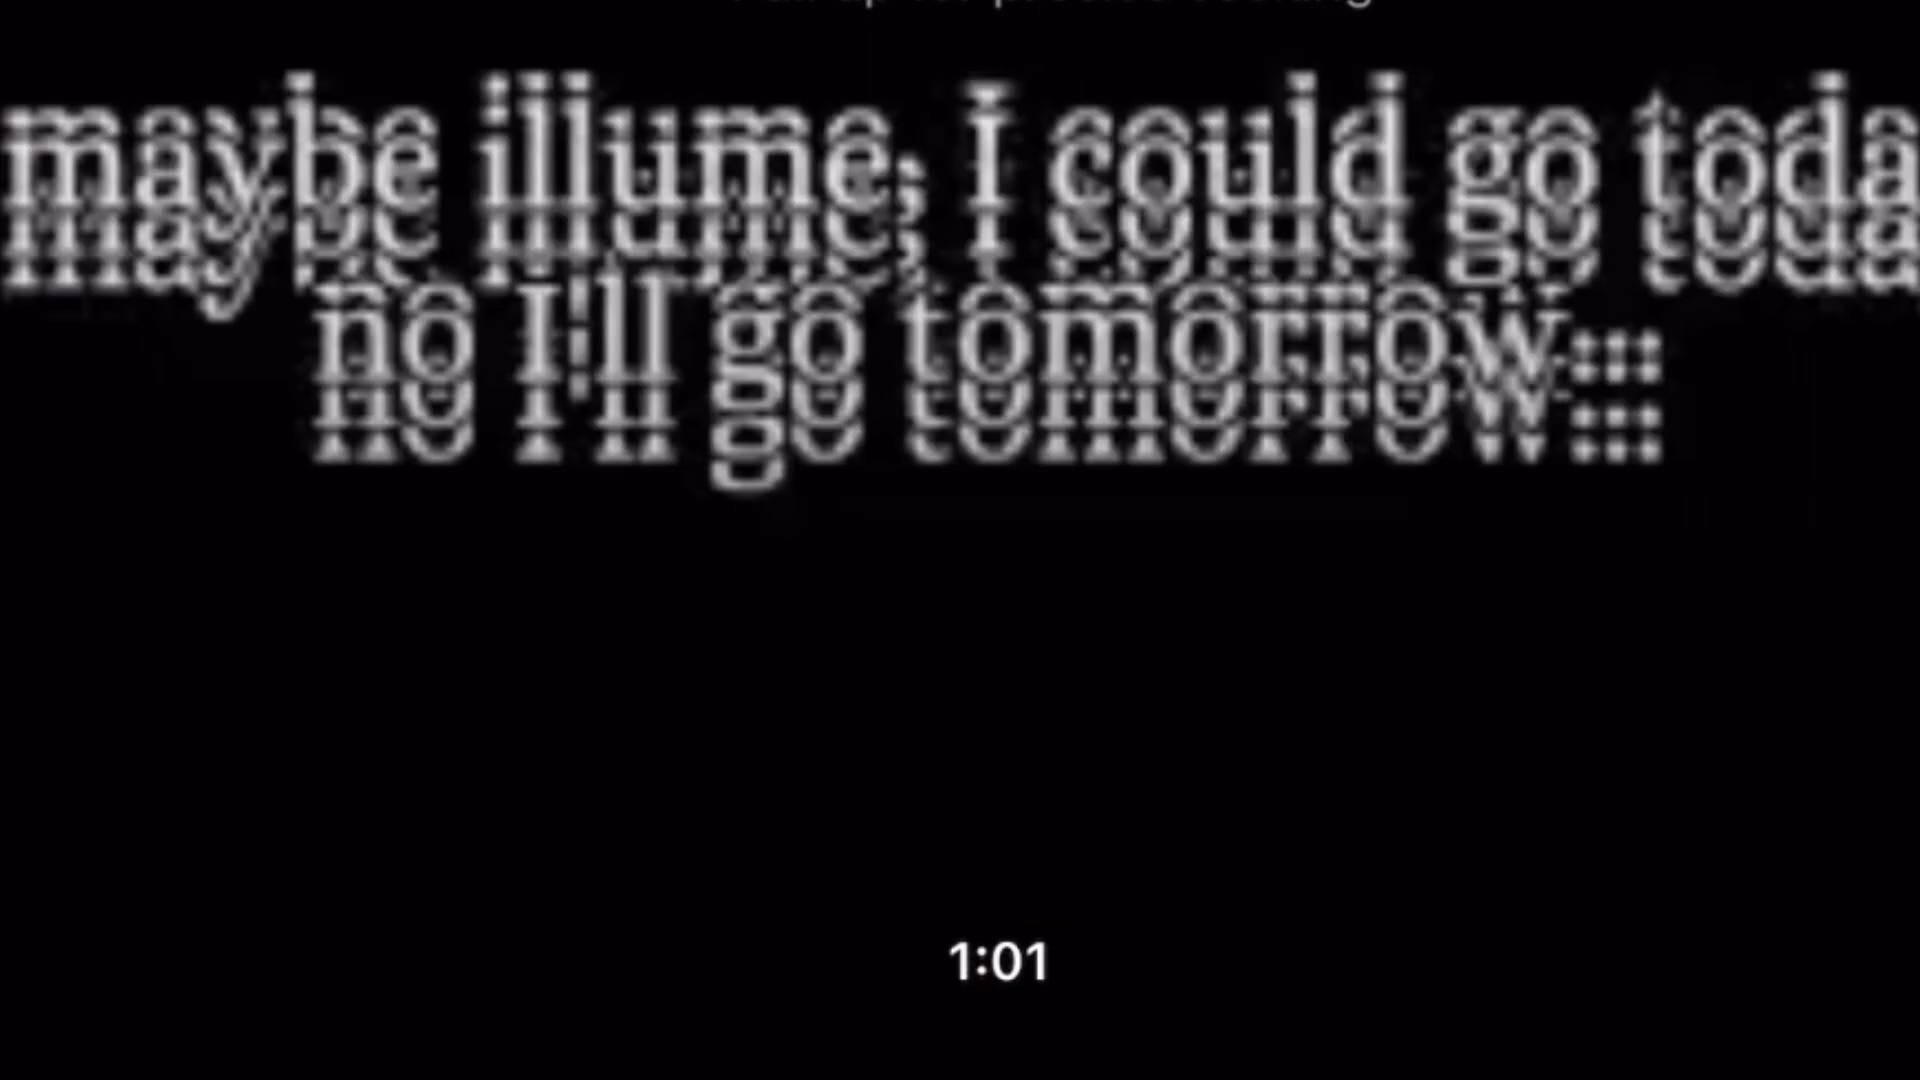 maybe illume, I could go toda
no I'll go tomorrow...
1:01